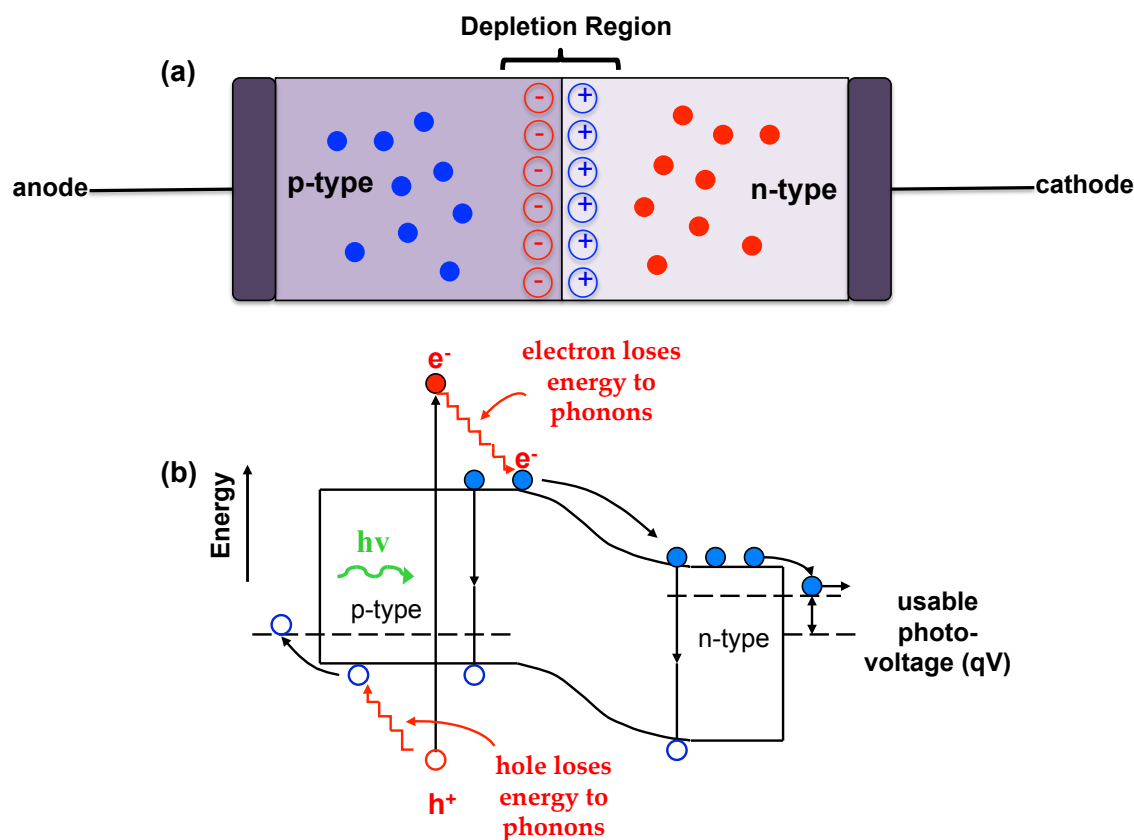 Depletion Region
(a)
anode
p-type
n-type
cathode
- - - - - -
+ + + + + +
e-
electron loses
energy to
phonons
(b)
e-
Energy
hν
p-type
n-type
usable
photo-
voltage (qV)
h+
hole loses
energy to
phonons